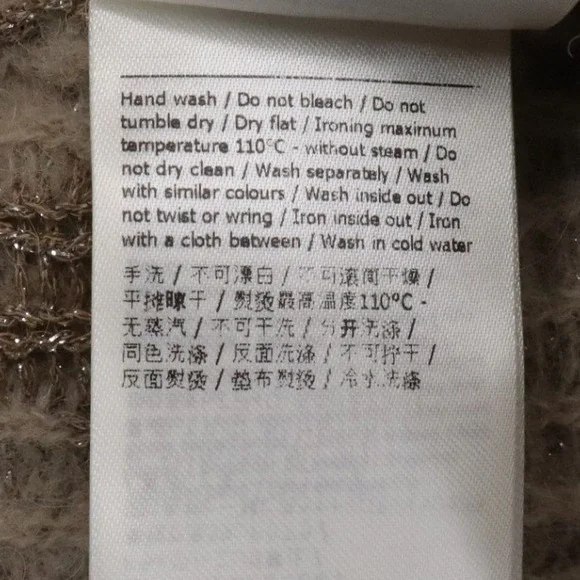 Hand wash / Do not bleach / Do not
tumble dry / Dry flat / Ironing maximum
temperature 110°C - without steam / Do
not dry clean / Wash separately / Wash
with similar colours / Wash inside out / Do
not twist or wring / Iron inside out / Iron
with a cloth between / Wash in cold water
手洗 / 不可漂白 / 不可滚筒干燥 /
平摊晾干 / 熨烫最高温度110°C -
无蒸汽 / 不可干洗 / 分开洗涤 /
同色洗涤 / 反面洗涤 / 不可拧干 /
反面熨烫 / 垫布熨烫 / 冷水洗涤